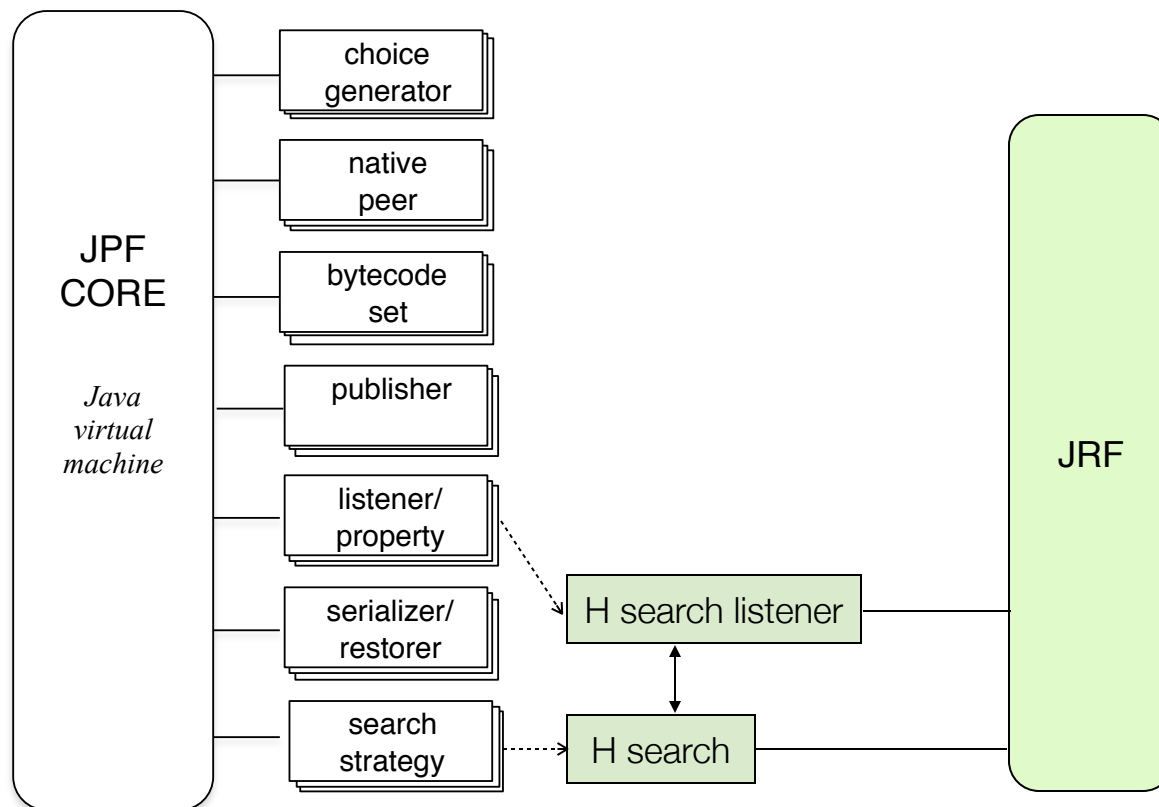 JPF
CORE
Java
virtual
machine
choice
generator
native
peer
bytecode
set
publisher
listener/
property
serializer/
restorer
search
strategy
H search listener
H search
JRF